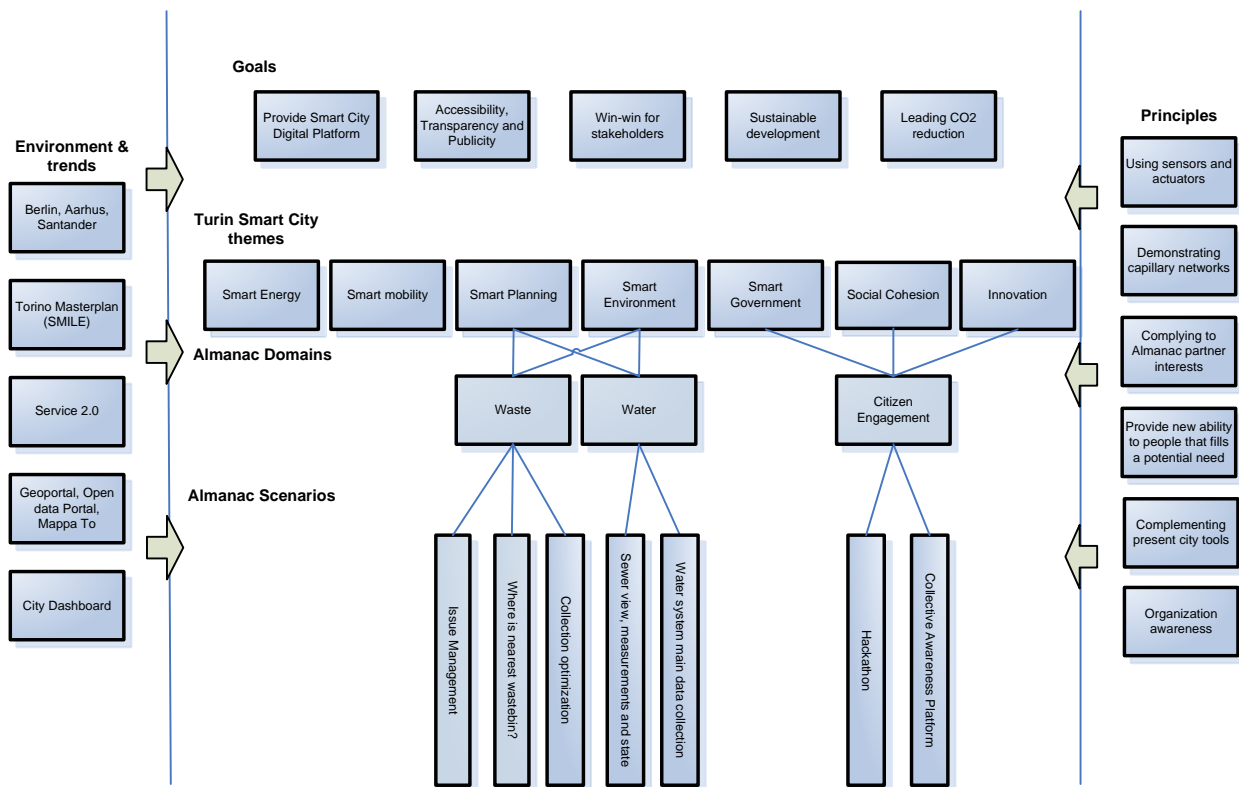 Environment &
trends
Berlin, Aarhus,
Santander
Torino Masterplan
(SMILE)
Service 2.0
Geoportal, Open
data Portal,
Mappa To
City Dashboard
Goals
Provide Smart City
Digital Platform
Accessibility,
Transparency and
Publicity
Win-win for
stakeholders
Sustainable
development
Leading CO2
reduction
Turin Smart City
themes
Smart Energy
Smart mobility
Smart Planning
Smart
Environment
Smart
Government
Social Cohesion
Innovation
Almanac Domains
Waste
Water
Citizen
Engagement
Almanac Scenarios
Issue Management
Where is nearest wastebin?
Collection optimization
Sewer view, measurements and state
Water system main data collection
Hackathon
Collective Awareness Platform
Principles
Using sensors and
actuators
Demonstrating
capillary networks
Complying to
Almanac partner
interests
Provide new ability
to people that fills
a potential need
Complementing
present city tools
Organization
awareness